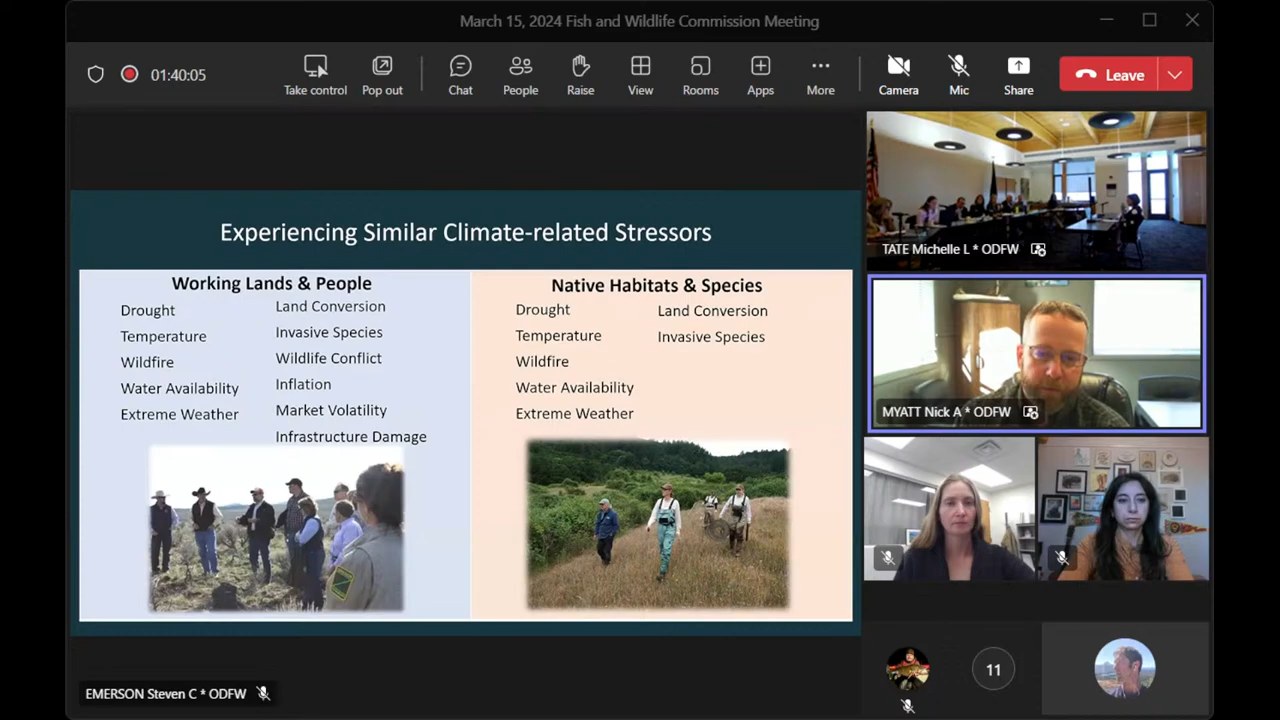 March 15, 2024 Fish and Wildlife Commission Meeting
01:40:05
Take control
Pop out
Chat
People
Raise
View
Rooms
Apps
More
Camera
Mic
Share
Leave
Experiencing Similar Climate-related Stressors
Working Lands & People
Drought
Temperature
Wildfire
Water Availability
Extreme Weather
Land Conversion
Invasive Species
Wildlife Conflict
Inflation
Market Volatility
Infrastructure Damage
Native Habitats & Species
Drought
Temperature
Wildfire
Water Availability
Extreme Weather
Land Conversion
Invasive Species
TATE Michelle L * ODFW
MYATT Nick A * ODFW
11
EMERSON Steven C * ODFW